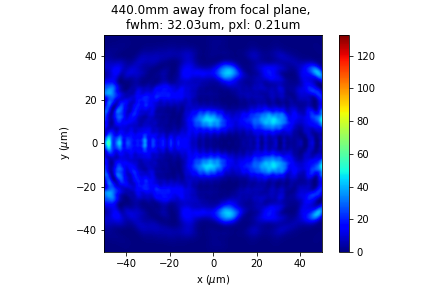 440.0mm away from focal plane,
fwhm: 32.03um, pxl: 0.21um
40
20
0
−20
−40
y (μm)
−40 −20 0 20 40
x (μm)
120
100
80
60
40
20
0